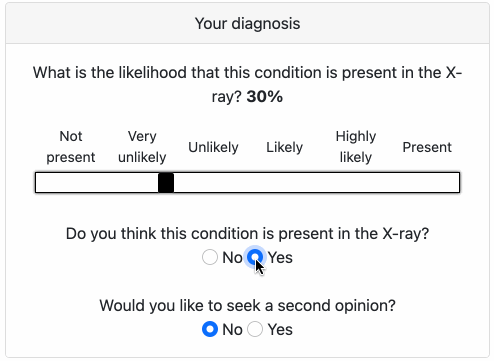 Your diagnosis
What is the likelihood that this condition is present in the X-
ray? 30%
Not present Very unlikely Unlikely Likely Highly likely Present
Do you think this condition is present in the X-ray?
No Yes
Would you like to seek a second opinion?
No Yes